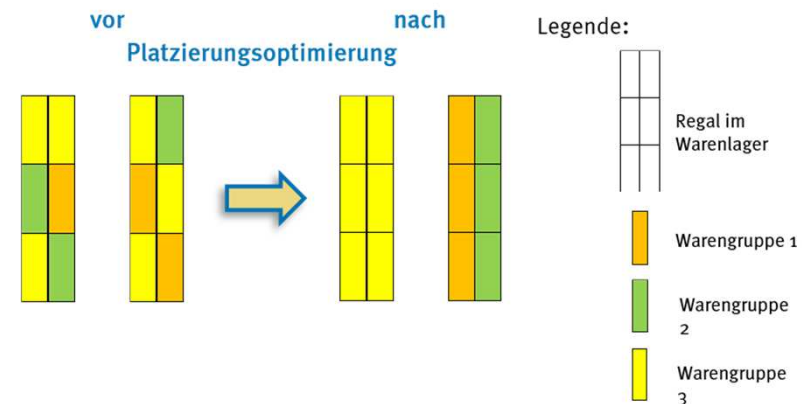 vor nach
Platzierungsoptimierung
Legende:
Regal im
Warenlager
Warengruppe 1
Warengruppe
2
Warengruppe
3